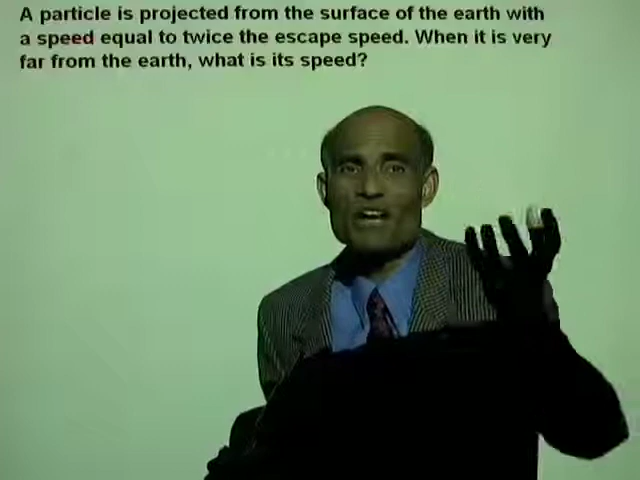 A particle is projected from the surface of the earth with
a speed equal to twice the escape speed. When it is very
far from the earth, what is its speed?